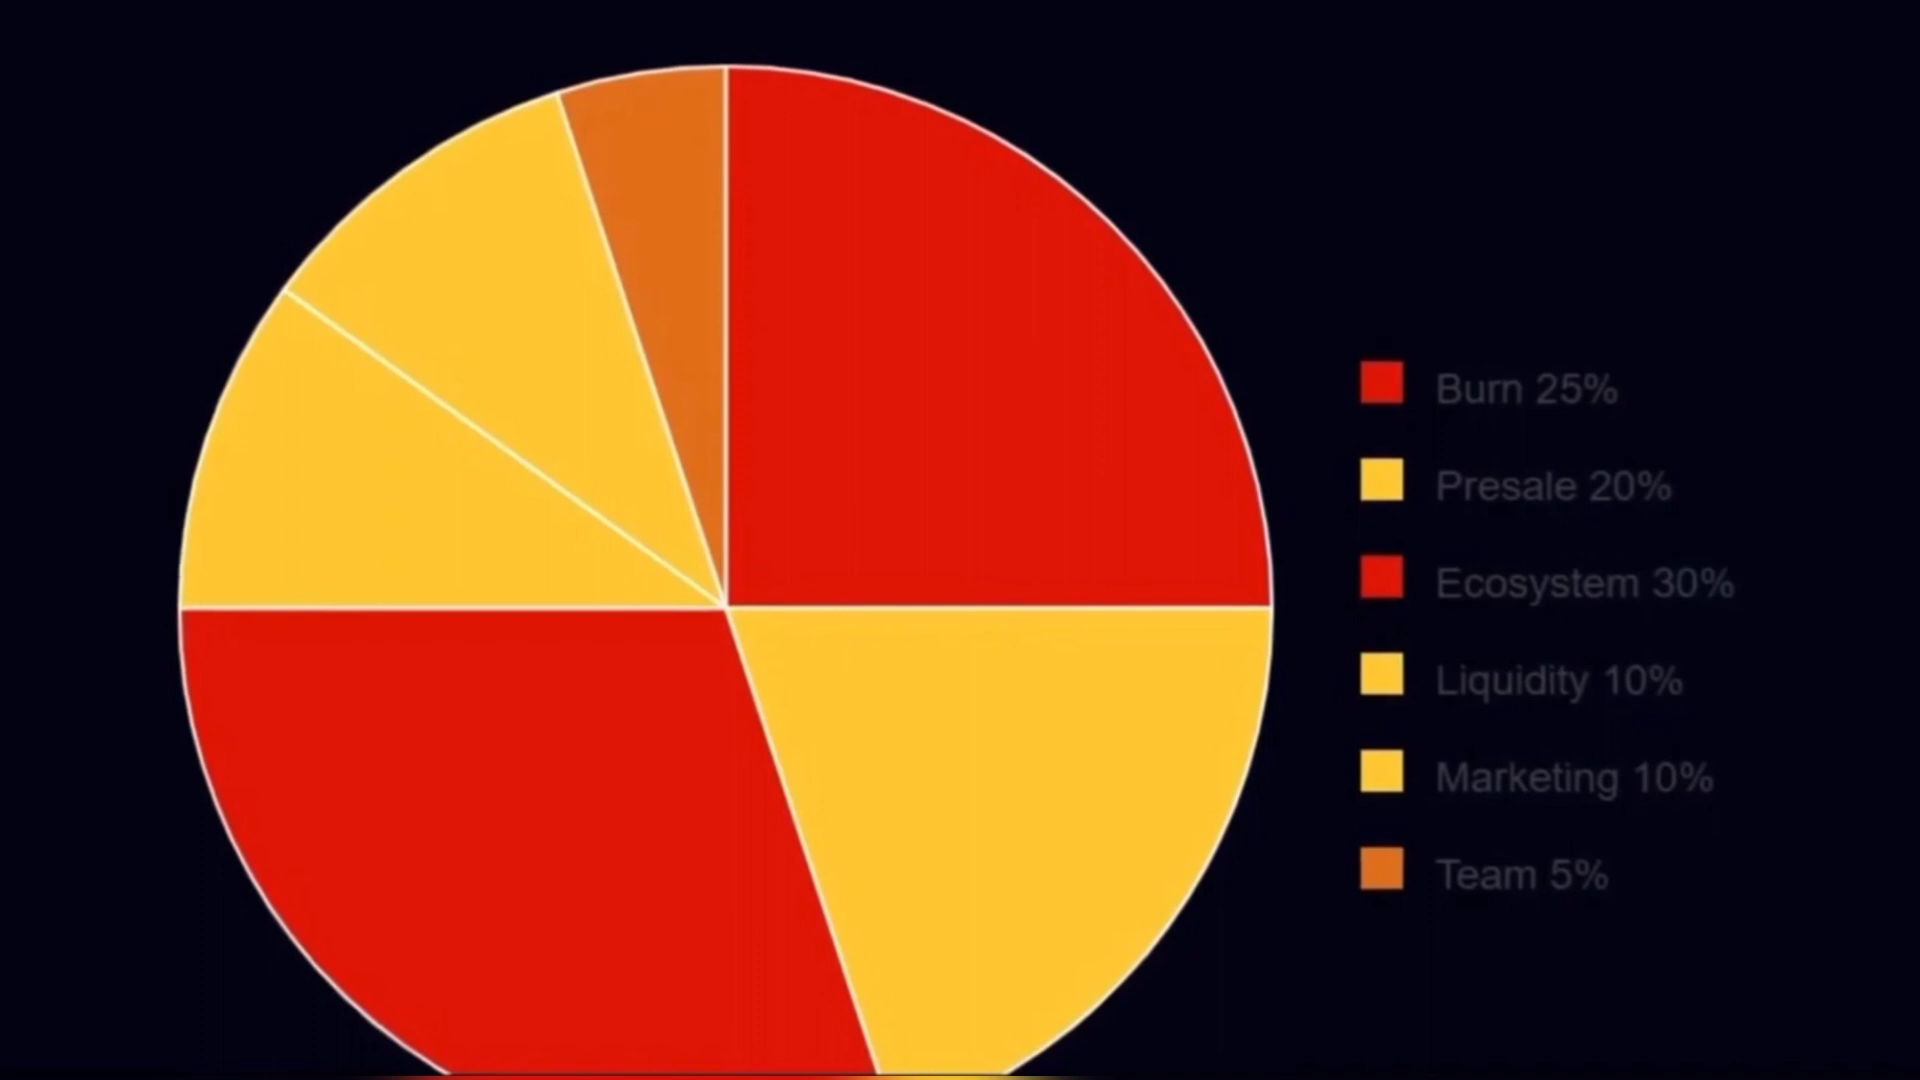 Burn 25%
Presale 20%
Ecosystem 30%
Liquidity 10%
Marketing 10%
Team 5%